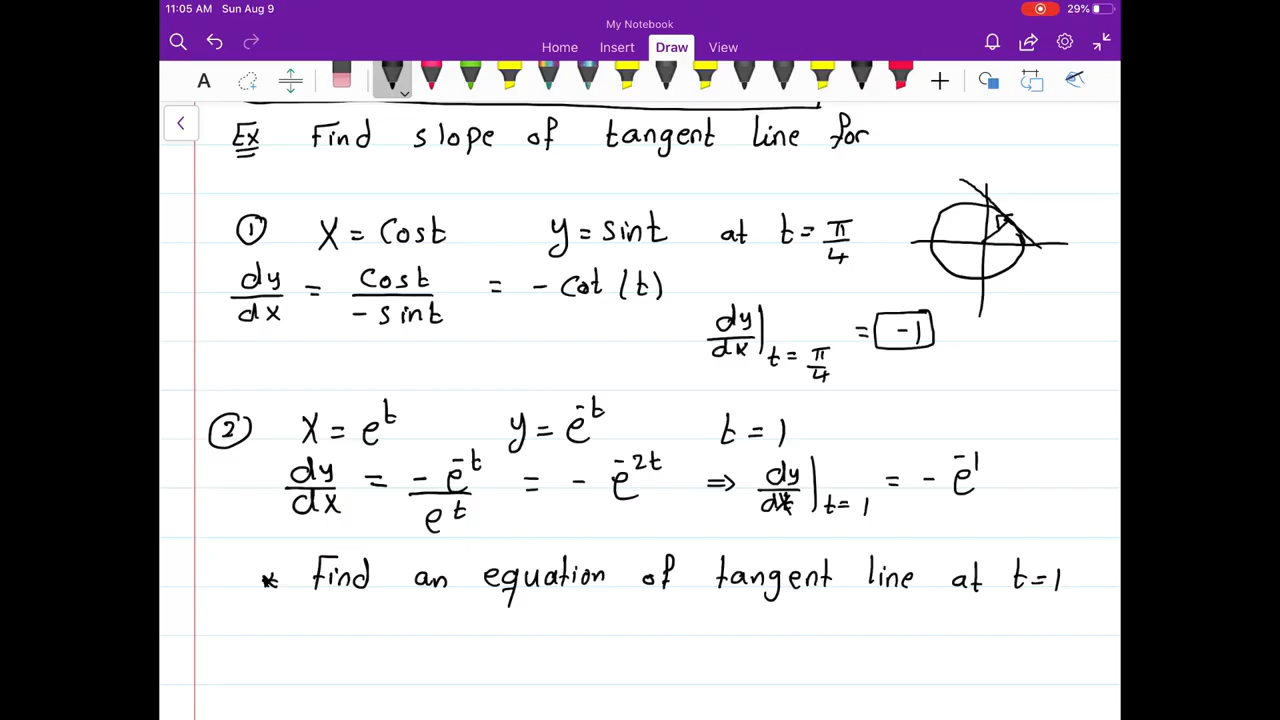 11:05 AM Sun Aug 9 29%
My Notebook
Home Insert Draw View
A
Ex Find slope of tangent line for
① x = cost y = sint at t = π/4
dy/dx = cost/-sint = - cot (t)
dy/dx|t = π/4 = -1
② x = e^t y = e^-t t = 1
dy/dx = -e^-t/e^t = - e^-2t ⇒ dy/dx|t = 1 = - e^-1
* Find an equation of tangent line at t = 1